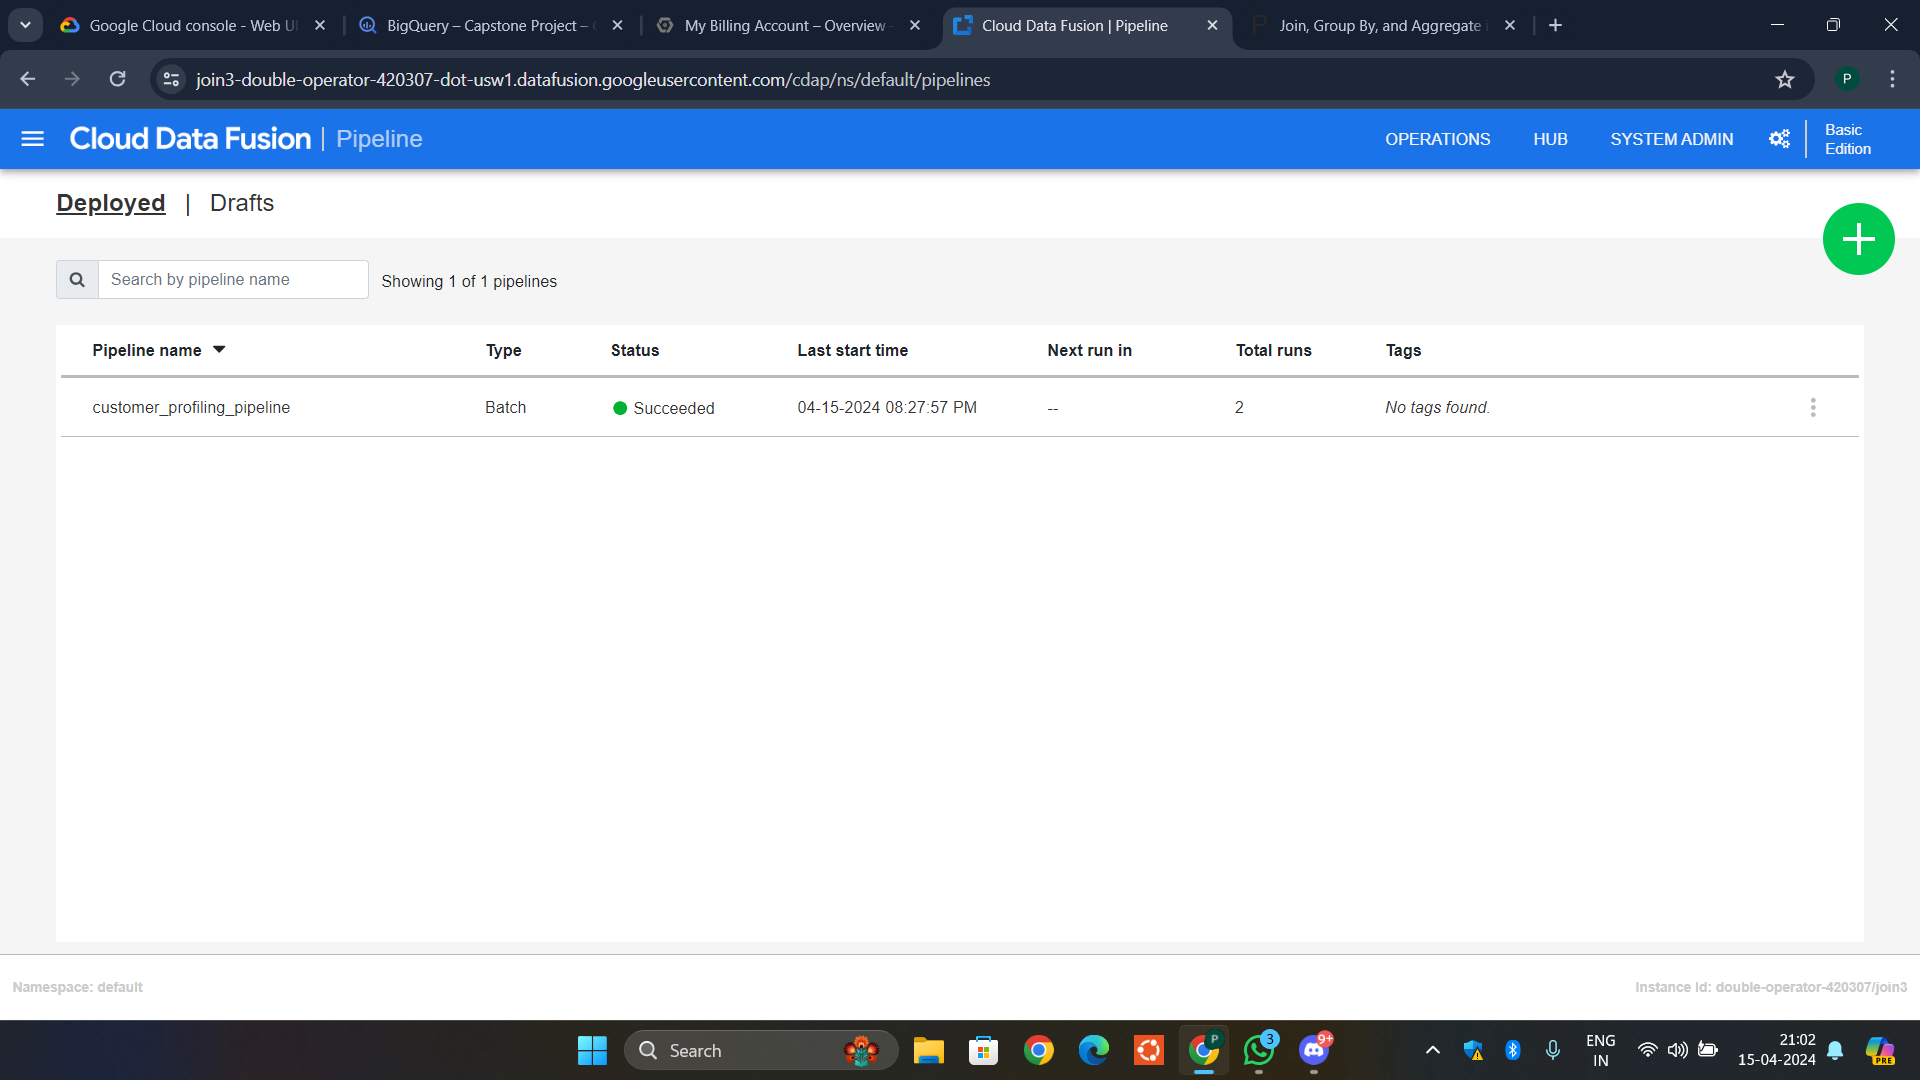 Google Cloud console - Web UI
BigQuery – Capstone Project –
My Billing Account – Overview
Cloud Data Fusion | Pipeline
Join, Group By, and Aggregate
join3-double-operator-420307-dot-usw1.datafusion.googleusercontent.com/cdap/ns/default/pipelines
P
Cloud Data Fusion | Pipeline
OPERATIONS
HUB
SYSTEM ADMIN
Basic
Edition
Deployed | Drafts
Search by pipeline name
Showing 1 of 1 pipelines
Pipeline name Type Status Last start time Next run in Total runs Tags
customer_profiling_pipeline Batch Succeeded 04-15-2024 08:27:57 PM -- 2 No tags found.
Namespace: default
Instance Id: double-operator-420307/join3
Search
P
3
9+
ENG
IN
21:02
15-04-2024
PRE